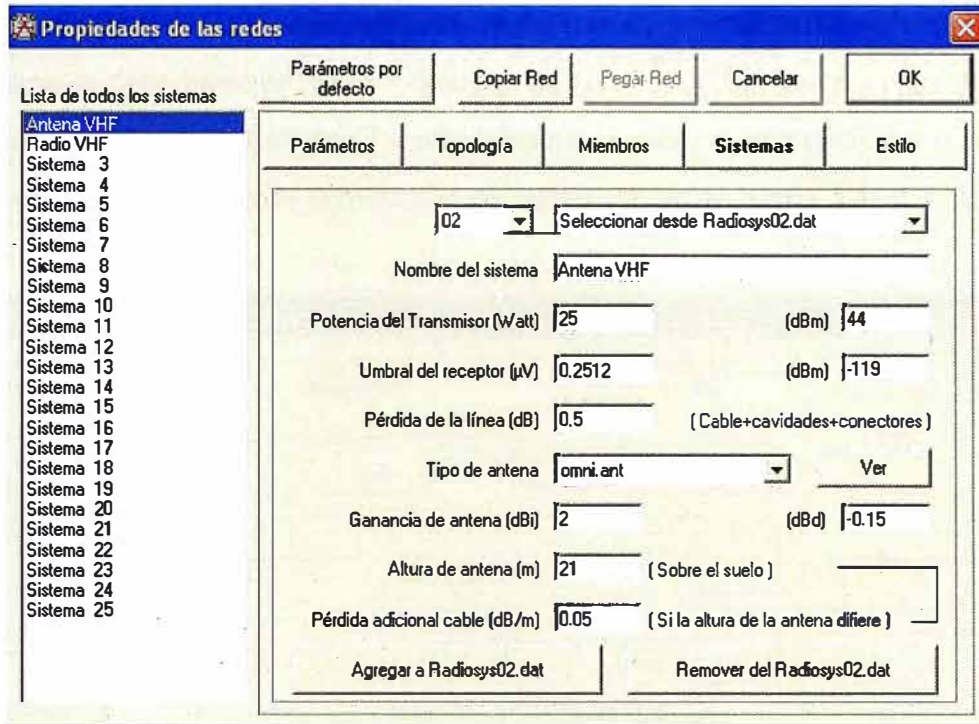 Propiedades de las redes
Lista de todos los sistemas
Parámetros por defecto
Copiar Red
Pegar Red
Cancelar
OK
Antena VHF
Radio VHF
Sistema 3
Sistema 4
Sistema 5
Sistema 6
Sistema 7
Sistema 8
Sistema 9
Sistema 10
Sistema 11
Sistema 12
Sistema 13
Sistema 14
Sistema 15
Sistema 16
Sistema 17
Sistema 18
Sistema 19
Sistema 20
Sistema 21
Sistema 22
Sistema 23
Sistema 24
Sistema 25
Parámetros Topología Miembros Sistemas Estilo
02 Seleccionar desde Radiosys02.dat
Nombre del sistema Antena VHF
Potencia del Transmisor (Watt) 25 (dBm) 44
Umbral del receptor (µV) 0.2512 (dBm) -119
Pérdida de la línea (dB) 0.5 (Cable+cavidades+conectores)
Tipo de antena omni.ant Ver
Ganancia de antena (dBi) 2 (dBd) -0.15
Altura de antena (m) 21 (Sobre el suelo)
Pérdida adicional cable (dB/m) 0.05 (Si la altura de la antena difiere)
Agregar a Radiosys02.dat Remover del Radiosys02.dat